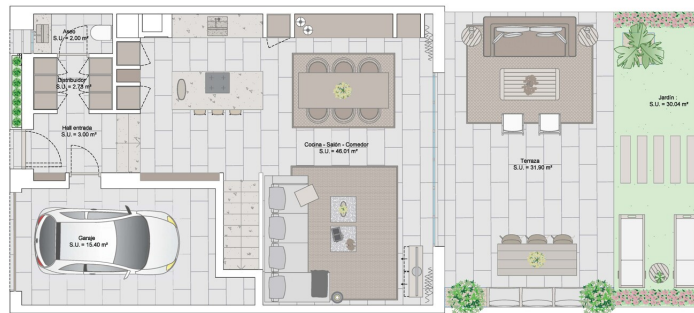 Aseo
S.U. = 2.00 m²
Distribuidor
S.U. = 2.73 m²
Hall entrada
S.U. = 3.00 m²
Cocina - Salón - Comedor
S.U. = 46.01 m²
Garaje
S.U. = 15.40 m²
Terraza
S.U. = 31.90 m²
Jardín :
S.U. = 30.04 m²